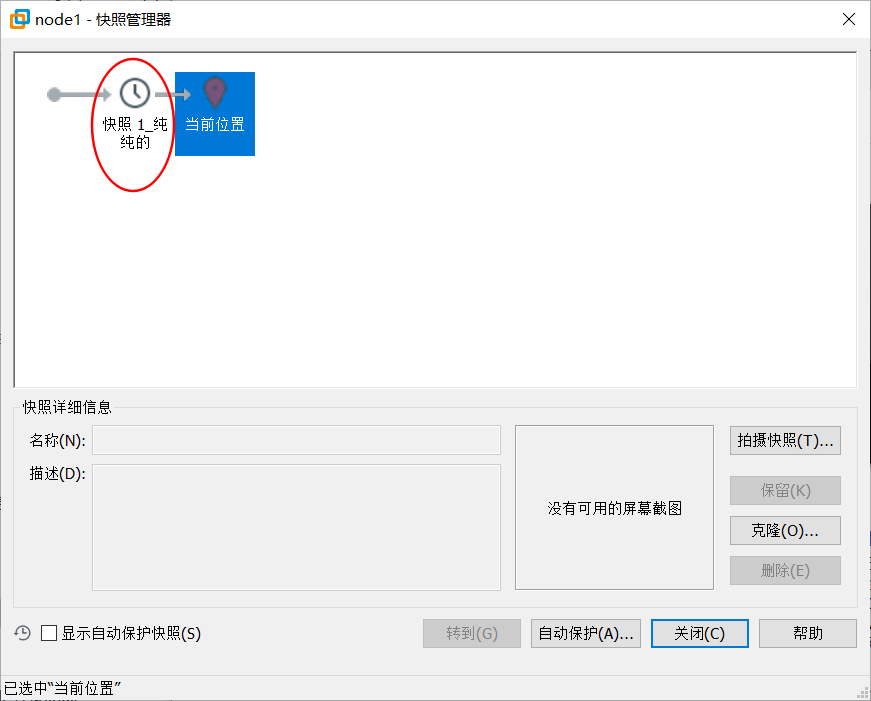 node1 - 快照管理器
快照 1_纯
纯的
当前位置
快照详细信息
名称(N):
描述(D):
没有可用的屏幕截图
拍摄快照(T)...
保留(K)
克隆(O)...
删除(E)
显示自动保护快照(S)
转到(G)
自动保护(A)...
关闭(C)
帮助
已选中“当前位置”